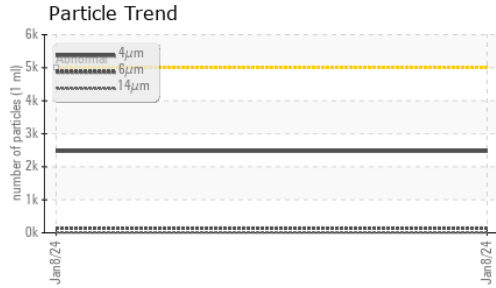 Particle Trend
number of particles (1 ml)
6k
5k
4k
3k
2k
1k
0k
Abnormal
4μm
6μm
14μm
Jan8/24
Jan8/24